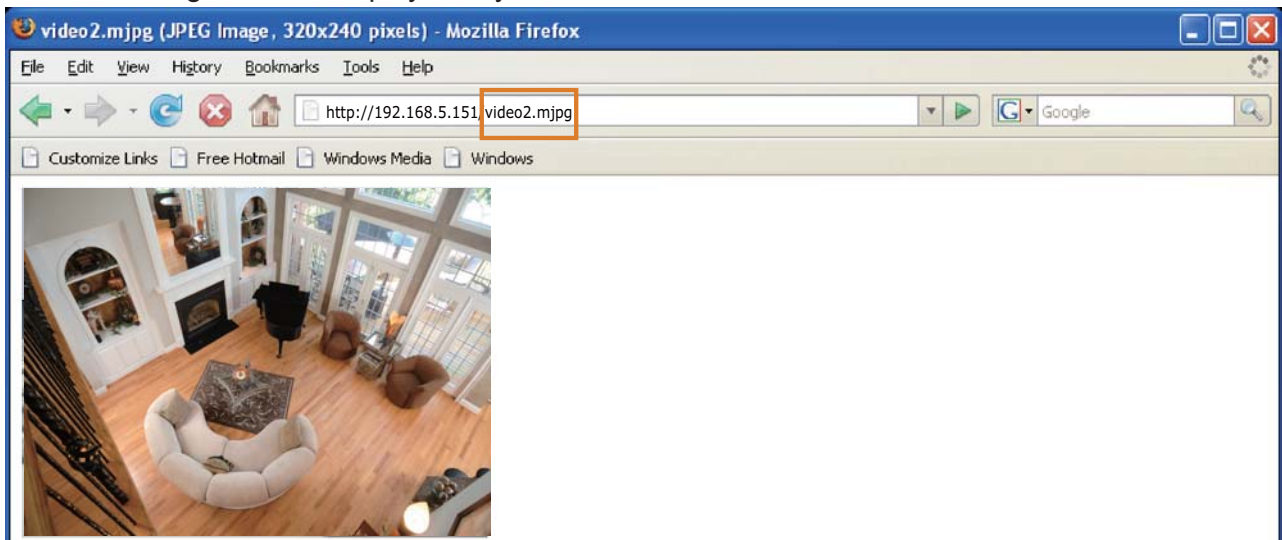 video2.mjpg (JPEG Image, 320x240 pixels) - Mozilla Firefox
File Edit View History Bookmarks Tools Help
http://192.168.5.151/video2.mjpg
G Google
Customize Links Free Hotmail Windows Media Windows